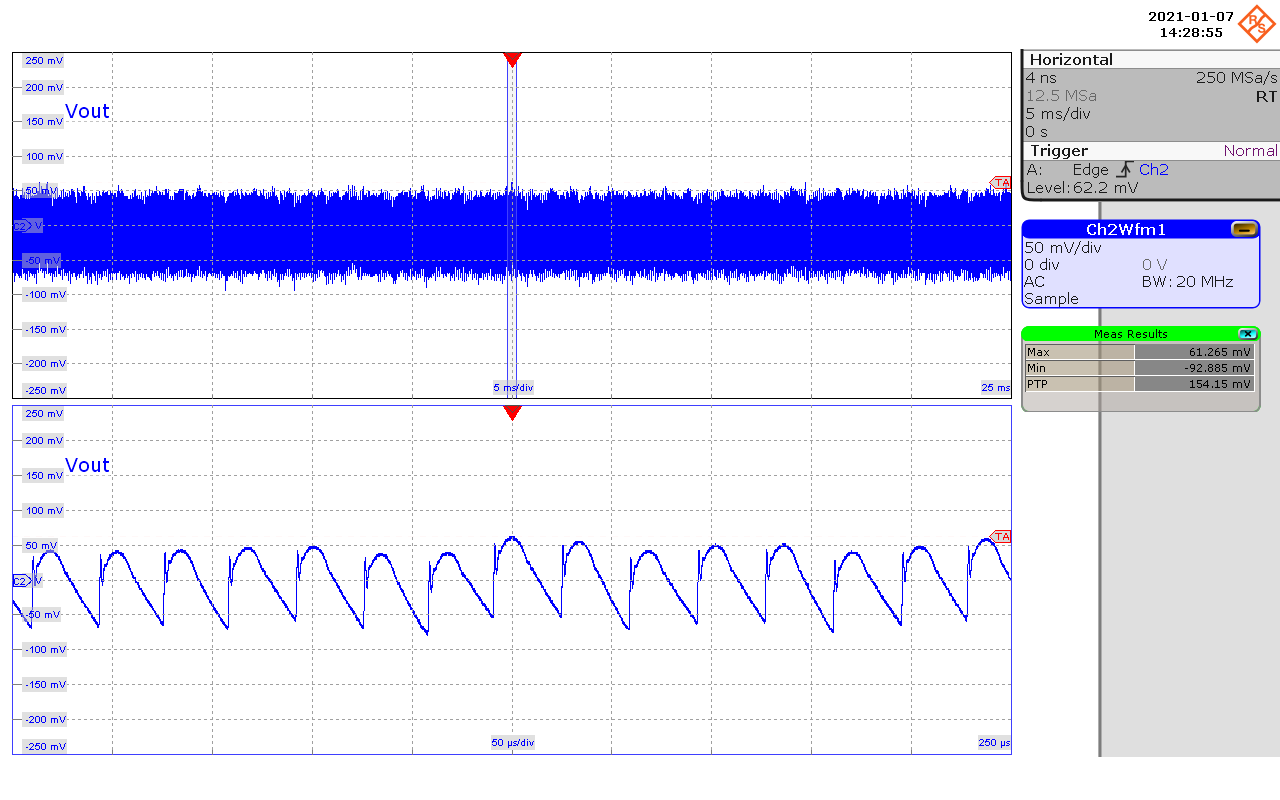 2021-01-07
14:28:55
R S
250 mV
200 mV
Vout
150 mV
100 mV
50 mV
TA
C2 V
-50 mV
-100 mV
-150 mV
-200 mV
-250 mV
5 ms/div
25 ms
250 mV
200 mV
Vout
150 mV
100 mV
50 mV
TA
C2 V
-50 mV
-100 mV
-150 mV
-200 mV
-250 mV
50 µs/div
250 µs
Horizontal
4 ns 250 MSa/s
12.5 MSa RT
5 ms/div
0 s
Trigger Normal
A: Edge Ch2
Level: 62.2 mV
Ch2Wfm1
50 mV/div
0 div 0 V
AC BW: 20 MHz
Sample
Meas Results
Max 61.265 mV
Min -92.885 mV
PTP 154.15 mV